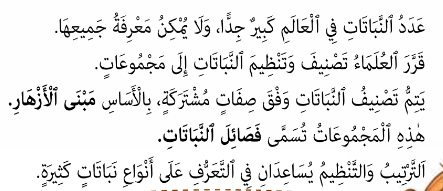 عَدَدُ النَّبَاتَاتِ فِي الْعَالَمِ كَبِيرٌ جِدًّا، وَلَا يُمْكِنُ مَعْرِفَةُ جَمِيعِهَا.
قَرَّرَ الْعُلَمَاءُ تَصْنِيفَ وَتَنْظِيمَ النَّبَاتَاتِ إِلَى مَجْمُوعَاتٍ.
يَتِمُّ تَصْنِيفُ النَّبَاتَاتِ وَفْقَ صِفَاتٍ مُشْتَرَكَةٍ، بِالْأَسَاسِ مَبْنَى الْأَزْهَارِ.
هٰذِهِ الْمَجْمُوعَاتُ تُسَمَّى فَصَائِلَ النَّبَاتَاتِ.
التَّرْتِيبُ وَالتَّنْظِيمُ يُسَاعِدَانِ فِي التَّعَرُّفِ عَلَى أَنْوَاعِ نَبَاتَاتٍ كَثِيرَةٍ.